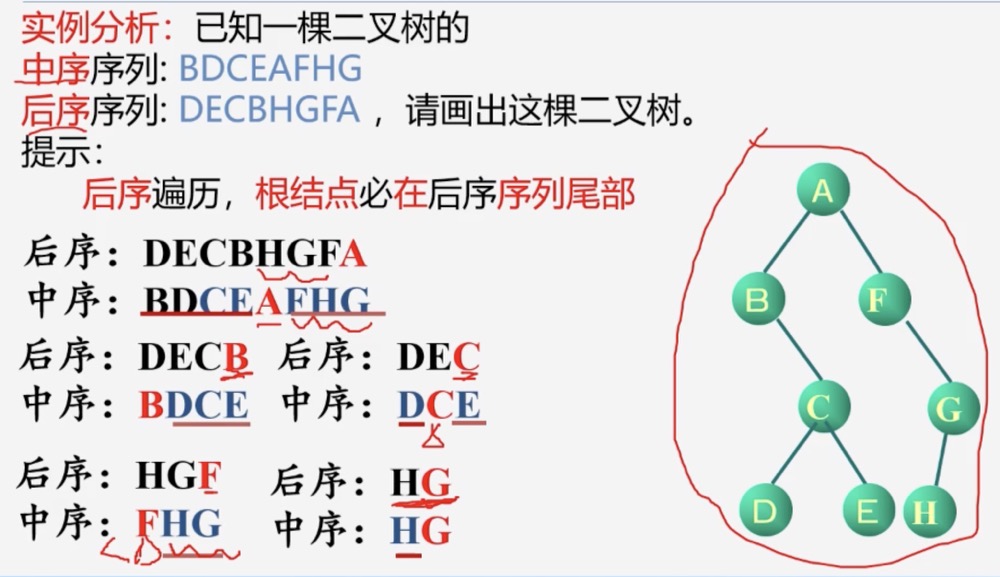 实例分析：已知一棵二叉树的
中序序列: BDCEAFHG
后序序列: DECBHGFA ，请画出这棵二叉树。
提示：
后序遍历，根结点必在后序序列尾部
后序：DECBHGFA
中序：BDCEAFHG
后序：DECB 后序：DEC
中序：BDCE 中序：DCE
后序：HGF 后序：HG
中序：FHG 中序：HG
A
B F
C G
D E H